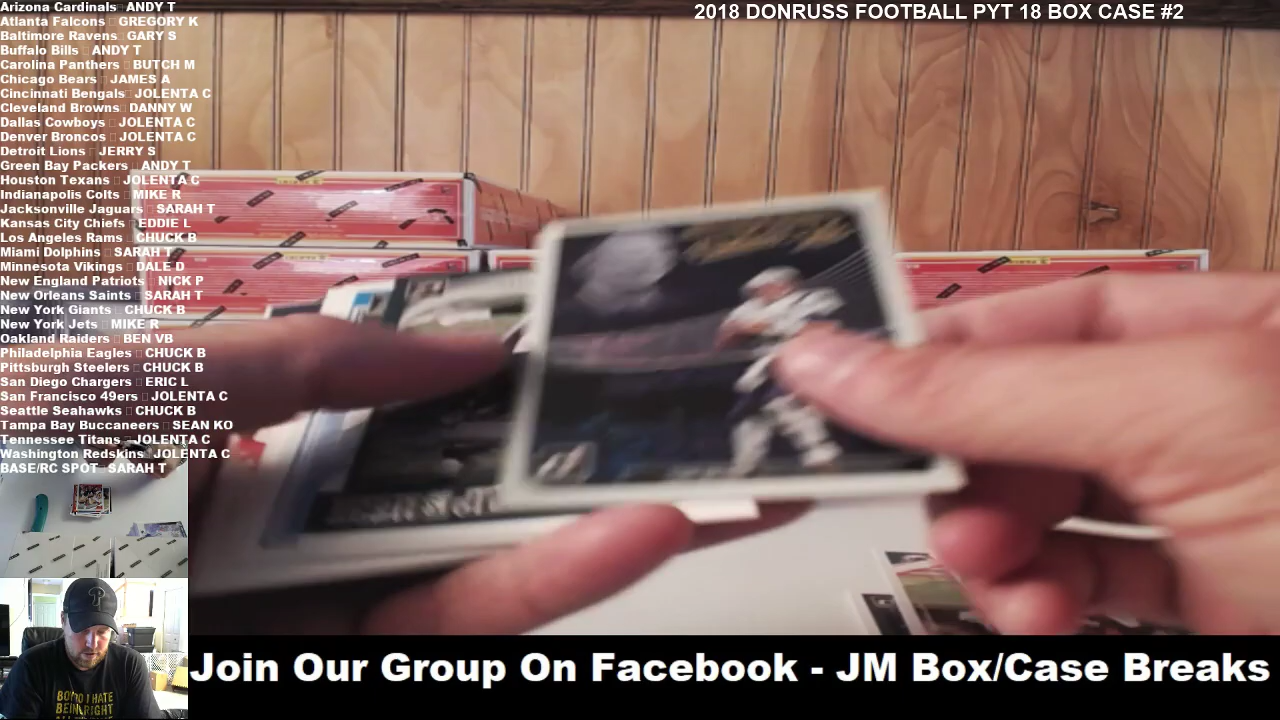 2018 DONRUSS FOOTBALL PYT 18 BOX CASE #2
Arizona Cardinals ANDY T
Atlanta Falcons GREGORY K
Baltimore Ravens GARY S
Buffalo Bills ANDY T
Carolina Panthers BUTCH M
Chicago Bears JAMES A
Cincinnati Bengals JOLENTA C
Cleveland Browns DANNY W
Dallas Cowboys JOLENTA C
Denver Broncos JOLENTA C
Detroit Lions JERRY S
Green Bay Packers ANDY T
Houston Texans JOLENTA C
Indianapolis Colts MIKE R
Jacksonville Jaguars SARAH T
Kansas City Chiefs EDDIE L
Los Angeles Rams CHUCK B
Miami Dolphins SARAH T
Minnesota Vikings DALE D
New England Patriots NICK P
New Orleans Saints SARAH T
New York Giants CHUCK B
New York Jets MIKE R
Oakland Raiders BEN VB
Philadelphia Eagles CHUCK B
Pittsburgh Steelers CHUCK B
San Diego Chargers ERIC L
San Francisco 49ers JOLENTA C
Seattle Seahawks CHUCK B
Tampa Bay Buccaneers SEAN KO
Tennessee Titans JOLENTA C
Washington Redskins JOLENTA C
BASE/RC SPOT SARAH T
BOY DO I HATE
BEING RIGHT
Join Our Group On Facebook - JM Box/Case Breaks